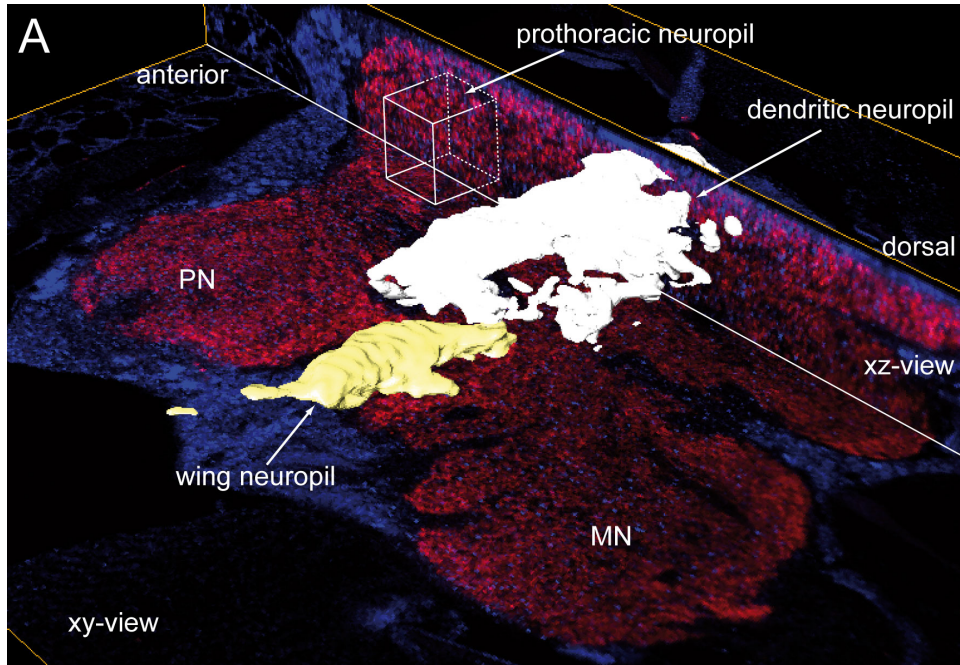 A
prothoracic neuropil
anterior
dendritic neuropil
dorsal
PN
xz-view
wing neuropil
MN
xy-view